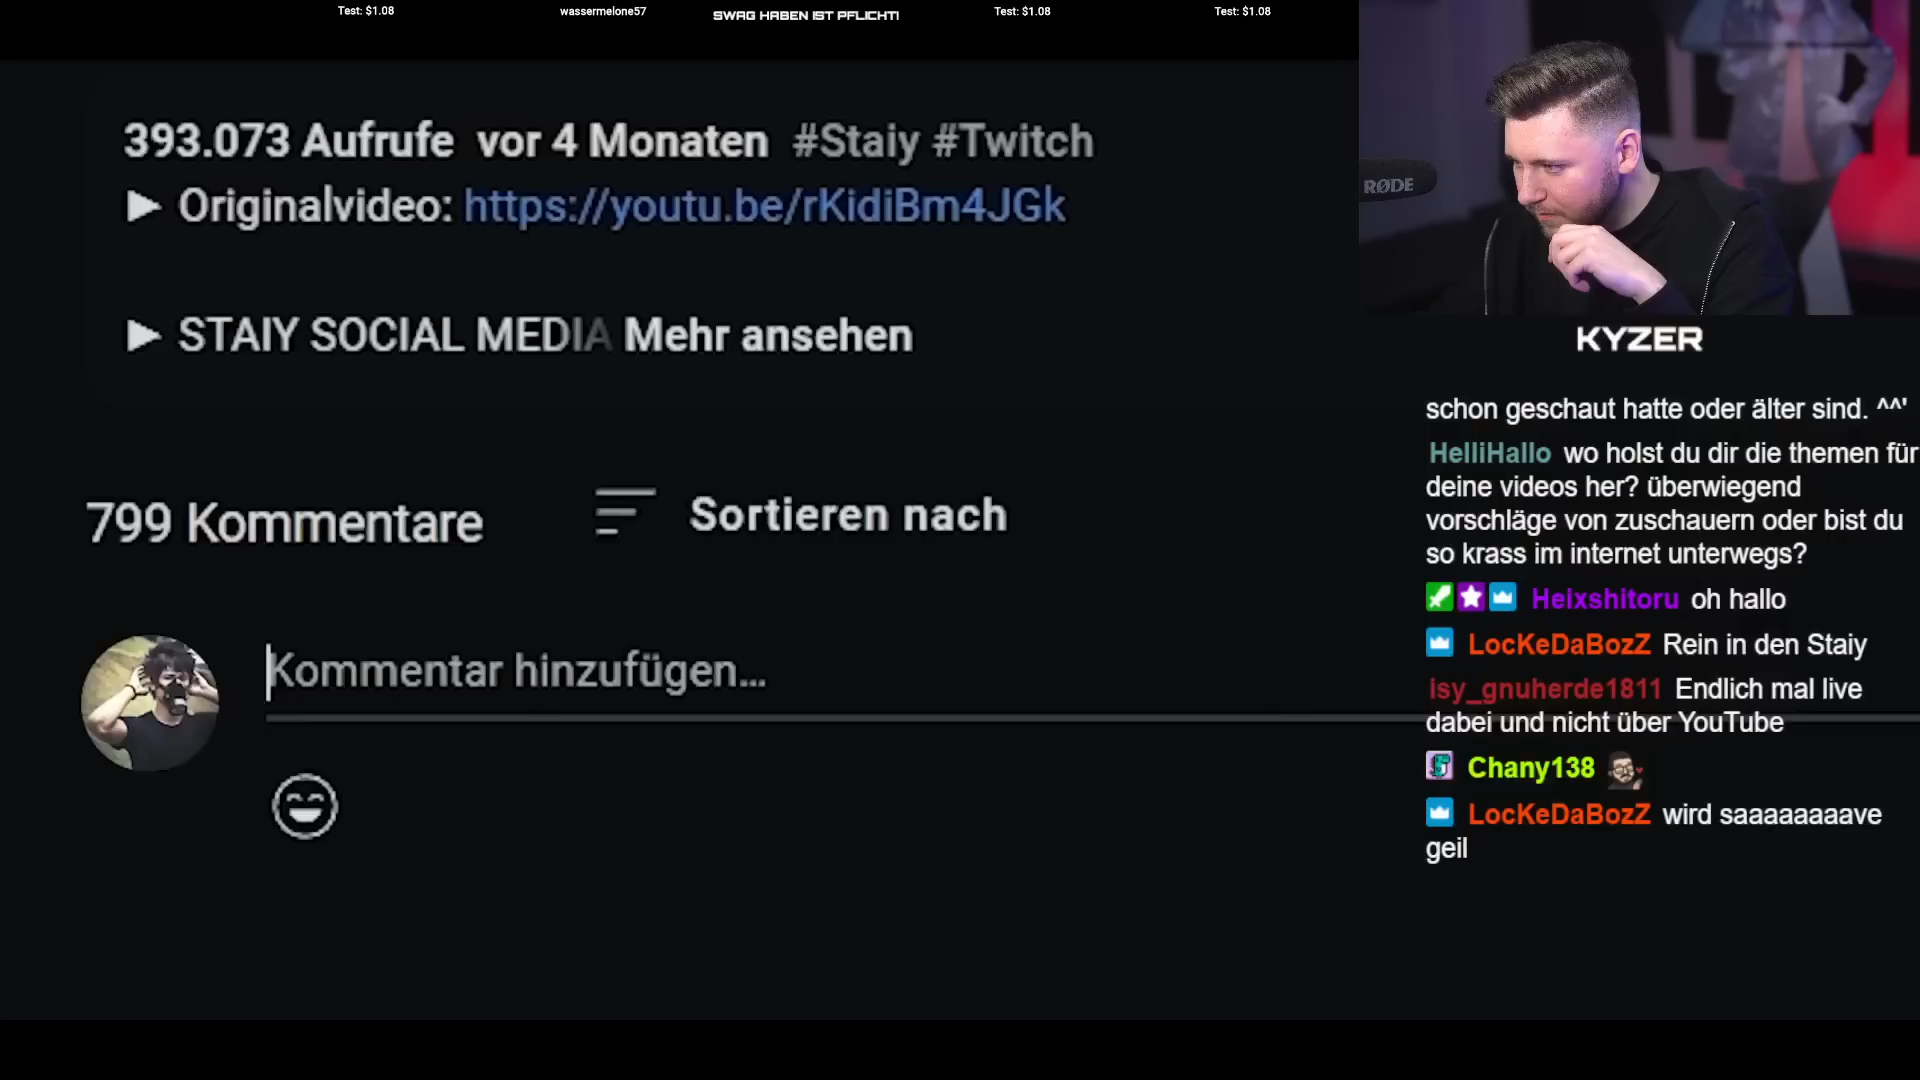 Test: $1.08
wassermelone57
SWAG HABEN IST PFLICHT!
Test: $1.08
Test: $1.08
393.073 Aufrufe vor 4 Monaten #Staiy #Twitch
► Originalvideo: https://youtu.be/rKidiBm4JGk
► STAIY SOCIAL MEDIA Mehr ansehen
799 Kommentare
Sortieren nach
Kommentar hinzufügen...
RØDE
KYZER
schon geschaut hatte oder älter sind. ^^'
HelliHallo wo holst du dir die themen für
deine videos her? überwiegend
vorschläge von zuschauern oder bist du
so krass im internet unterwegs?
Heixshitoru oh hallo
LocKeDaBozZ Rein in den Staiy
isy_gnuherde1811 Endlich mal live
dabei und nicht über YouTube
Chany138
LocKeDaBozZ wird saaaaaaaave
geil